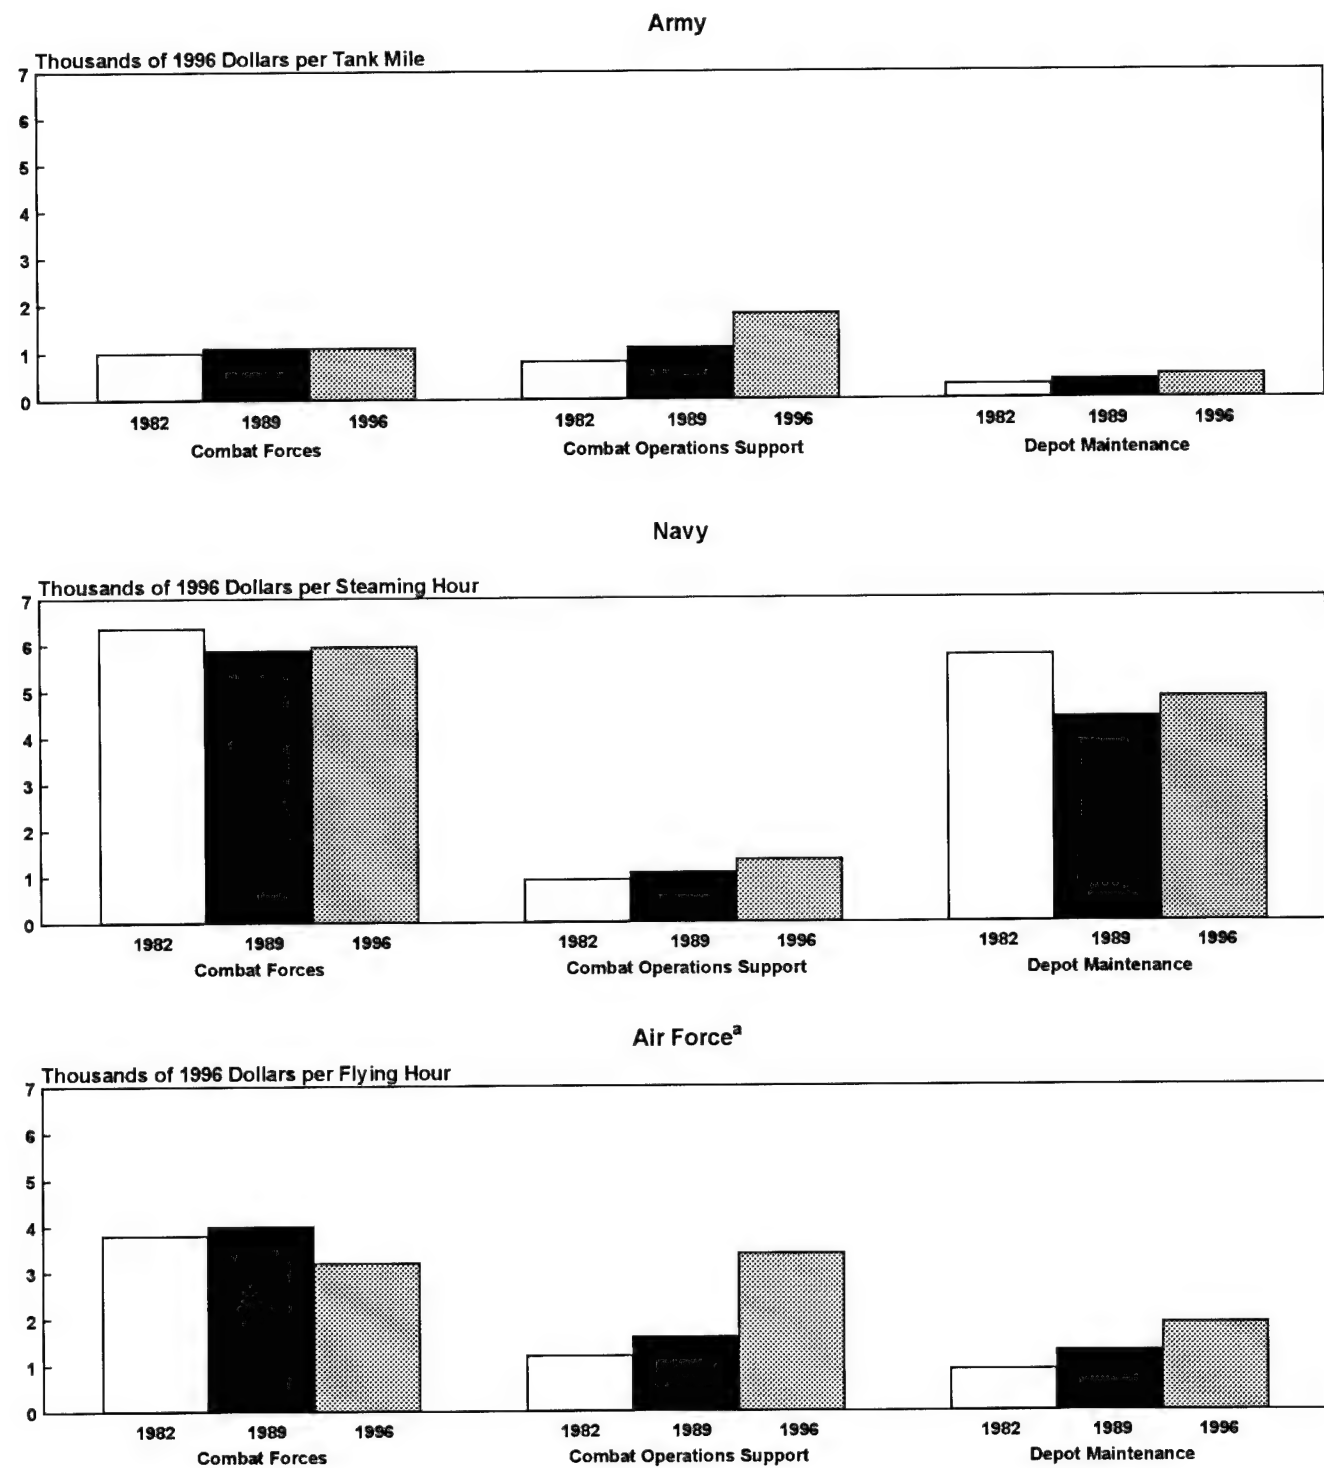 Army
Thousands of 1996 Dollars per Tank Mile
7
6
5
4
3
2
1
0
1982 1989 1996 1982 1989 1996 1982 1989 1996
Combat Forces Combat Operations Support Depot Maintenance
Navy
Thousands of 1996 Dollars per Steaming Hour
7
6
5
4
3
2
1
0
1982 1989 1996 1982 1989 1996 1982 1989 1996
Combat Forces Combat Operations Support Depot Maintenance
Air Forceᵃ
Thousands of 1996 Dollars per Flying Hour
7
6
5
4
3
2
1
0
1982 1989 1996 1982 1989 1996 1982 1989 1996
Combat Forces Combat Operations Support Depot Maintenance